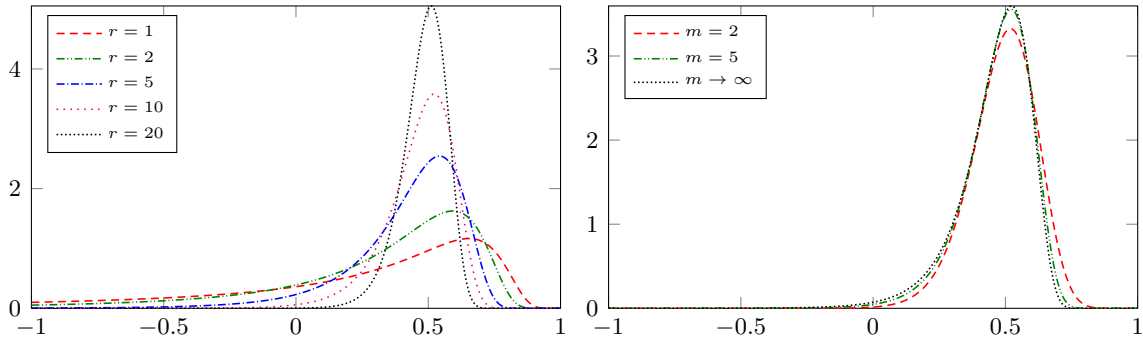 r = 1
r = 2
r = 5
r = 10
r = 20
0
2
4
−1
−0.5
0
0.5
1
m = 2
m = 5
m → ∞
0
1
2
3
−1
−0.5
0
0.5
1